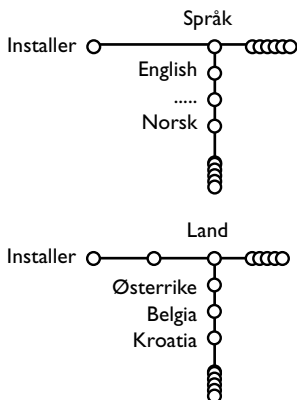 Språk
Installer
English
.....
Norsk
Land
Installer
Østerrike
Belgia
Kroatia